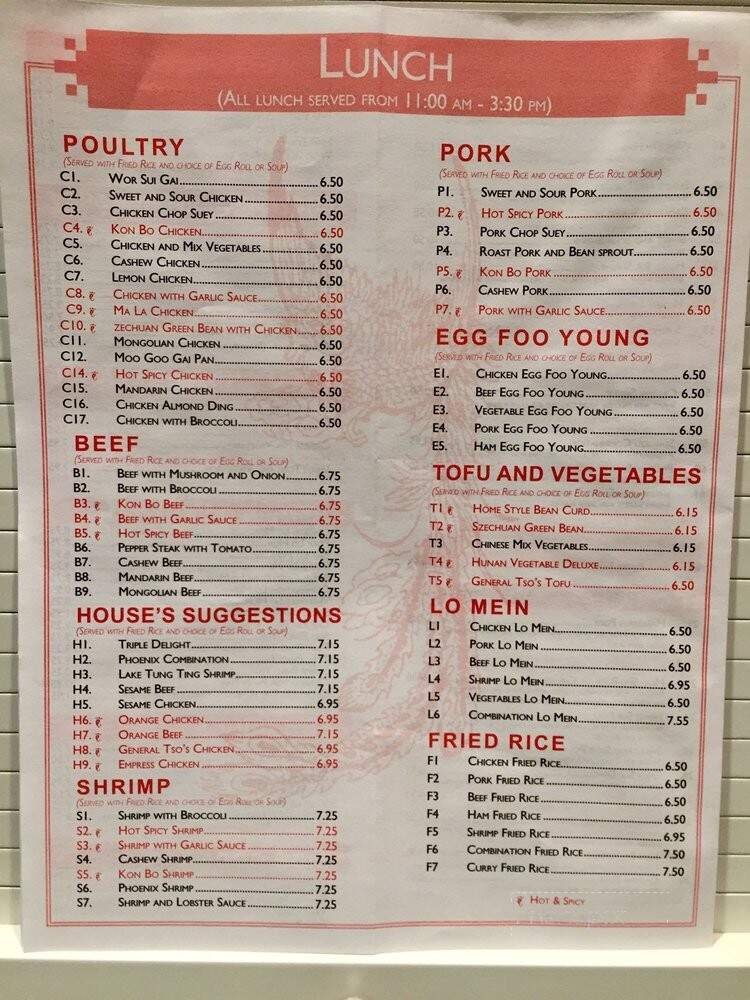 LUNCH
(ALL LUNCH SERVED FROM 11:00 AM - 3:30 PM)
POULTRY
(SERVED WITH FRIED RICE AND CHOICE OF EGG ROLL OR SOUP)
C1. WOR SUI GAI 6.50
C2. SWEET AND SOUR CHICKEN 6.50
C3. CHICKEN CHOP SUEY 6.50
C4. KON BO CHICKEN 6.50
C5. CHICKEN AND MIX VEGETABLES 6.50
C6. CASHEW CHICKEN 6.50
C7. LEMON CHICKEN 6.50
C8. CHICKEN WITH GARLIC SAUCE 6.50
C9. MA LA CHICKEN 6.50
C10. ZECHUAN GREEN BEAN WITH CHICKEN 6.50
C11. MONGOLIAN CHICKEN 6.50
C12. MOO GOO GAI PAN 6.50
C14. HOT SPICY CHICKEN 6.50
C15. MANDARIN CHICKEN 6.50
C16. CHICKEN ALMOND DING 6.50
C17. CHICKEN WITH BROCCOLI 6.50
BEEF
(SERVED WITH FRIED RICE AND CHOICE OF EGG ROLL OR SOUP)
B1. BEEF WITH MUSHROOM AND ONION 6.75
B2. BEEF WITH BROCCOLI 6.75
B3. KON BO BEEF 6.75
B4. BEEF WITH GARLIC SAUCE 6.75
B5. HOT SPICY BEEF 6.75
B6. PEPPER STEAK WITH TOMATO 6.75
B7. CASHEW BEEF 6.75
B8. MANDARIN BEEF 6.75
B9. MONGOLIAN BEEF 6.75
HOUSE'S SUGGESTIONS
(SERVED WITH FRIED RICE AND CHOICE OF EGG ROLL OR SOUP)
H1. TRIPLE DELIGHT 7.15
H2. PHOENIX COMBINATION 7.15
H3. LAKE TUNG TING SHRIMP 7.15
H4. SESAME BEEF 7.15
H5. SESAME CHICKEN 6.95
H6. ORANGE CHICKEN 6.95
H7. ORANGE BEEF 7.15
H8. GENERAL TSO'S CHICKEN 6.95
H9. EMPRESS CHICKEN 6.95
SHRIMP
(SERVED WITH FRIED RICE AND CHOICE OF EGG ROLL OR SOUP)
S1. SHRIMP WITH BROCCOLI 7.25
S2. HOT SPICY SHRIMP 7.25
S3. SHRIMP WITH GARLIC SAUCE 7.25
S4. CASHEW SHRIMP 7.25
S5. KON BO SHRIMP 7.25
S6. PHOENIX SHRIMP 7.25
S7. SHRIMP AND LOBSTER SAUCE 7.25
PORK
(SERVED WITH FRIED RICE AND CHOICE OF EGG ROLL OR SOUP)
P1. SWEET AND SOUR PORK 6.50
P2. HOT SPICY PORK 6.50
P3. PORK CHOP SUEY 6.50
P4. ROAST PORK AND BEAN SPROUT 6.50
P5. KON BO PORK 6.50
P6. CASHEW PORK 6.50
P7. PORK WITH GARLIC SAUCE 6.50
EGG FOO YOUNG
(SERVED WITH FRIED RICE AND CHOICE OF EGG ROLL OR SOUP)
E1. CHICKEN EGG FOO YOUNG 6.50
E2. BEEF EGG FOO YOUNG 6.50
E3. VEGETABLE EGG FOO YOUNG 6.50
E4. PORK EGG FOO YOUNG 6.50
E5. HAM EGG FOO YOUNG 6.50
TOFU AND VEGETABLES
(SERVED WITH FRIED RICE AND CHOICE OF EGG ROLL OR SOUP)
T1 HOME STYLE BEAN CURD 6.15
T2 SZECHUAN GREEN BEAN 6.15
T3 CHINESE MIX VEGETABLES 6.15
T4 HUNAN VEGETABLE DELUXE 6.15
T5 GENERAL TSO'S TOFU 6.50
LO MEIN
L1 CHICKEN LO MEIN 6.50
L2 PORK LO MEIN 6.50
L3 BEEF LO MEIN 6.50
L4 SHRIMP LO MEIN 6.95
L5 VEGETABLES LO MEIN 6.50
L6 COMBINATION LO MEIN 7.55
FRIED RICE
F1 CHICKEN FRIED RICE 6.50
F2 PORK FRIED RICE 6.50
F3 BEEF FRIED RICE 6.50
F4 HAM FRIED RICE 6.50
F5 SHRIMP FRIED RICE 6.95
F6 COMBINATION FRIED RICE 7.50
F7 CURRY FRIED RICE 7.50
HOT & SPICY